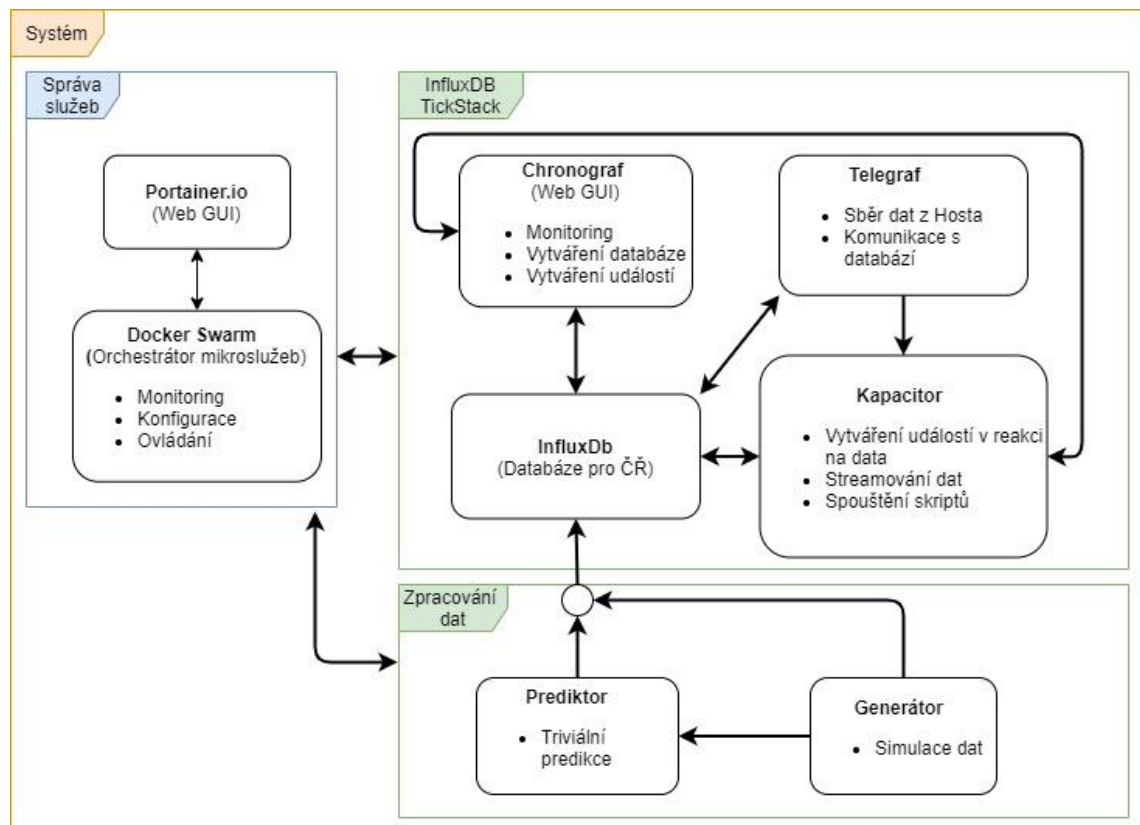 Systém
Správa
služeb
Portainer.io
(Web GUI)
Docker Swarm
(Orchestrátor mikroslužeb)
• Monitoring
• Konfigurace
• Ovládání
InfluxDB
TickStack
Chronograf
(Web GUI)
• Monitoring
• Vytváření databáze
• Vytváření událostí
Telegraf
• Sběr dat z Hosta
• Komunikace s
databází
InfluxDb
(Databáze pro ČŘ)
Kapacitor
• Vytváření událostí v reakci
na data
• Streamování dat
• Spouštění skriptů
Zpracování
dat
Prediktor
• Triviální
predikce
Generátor
• Simulace dat